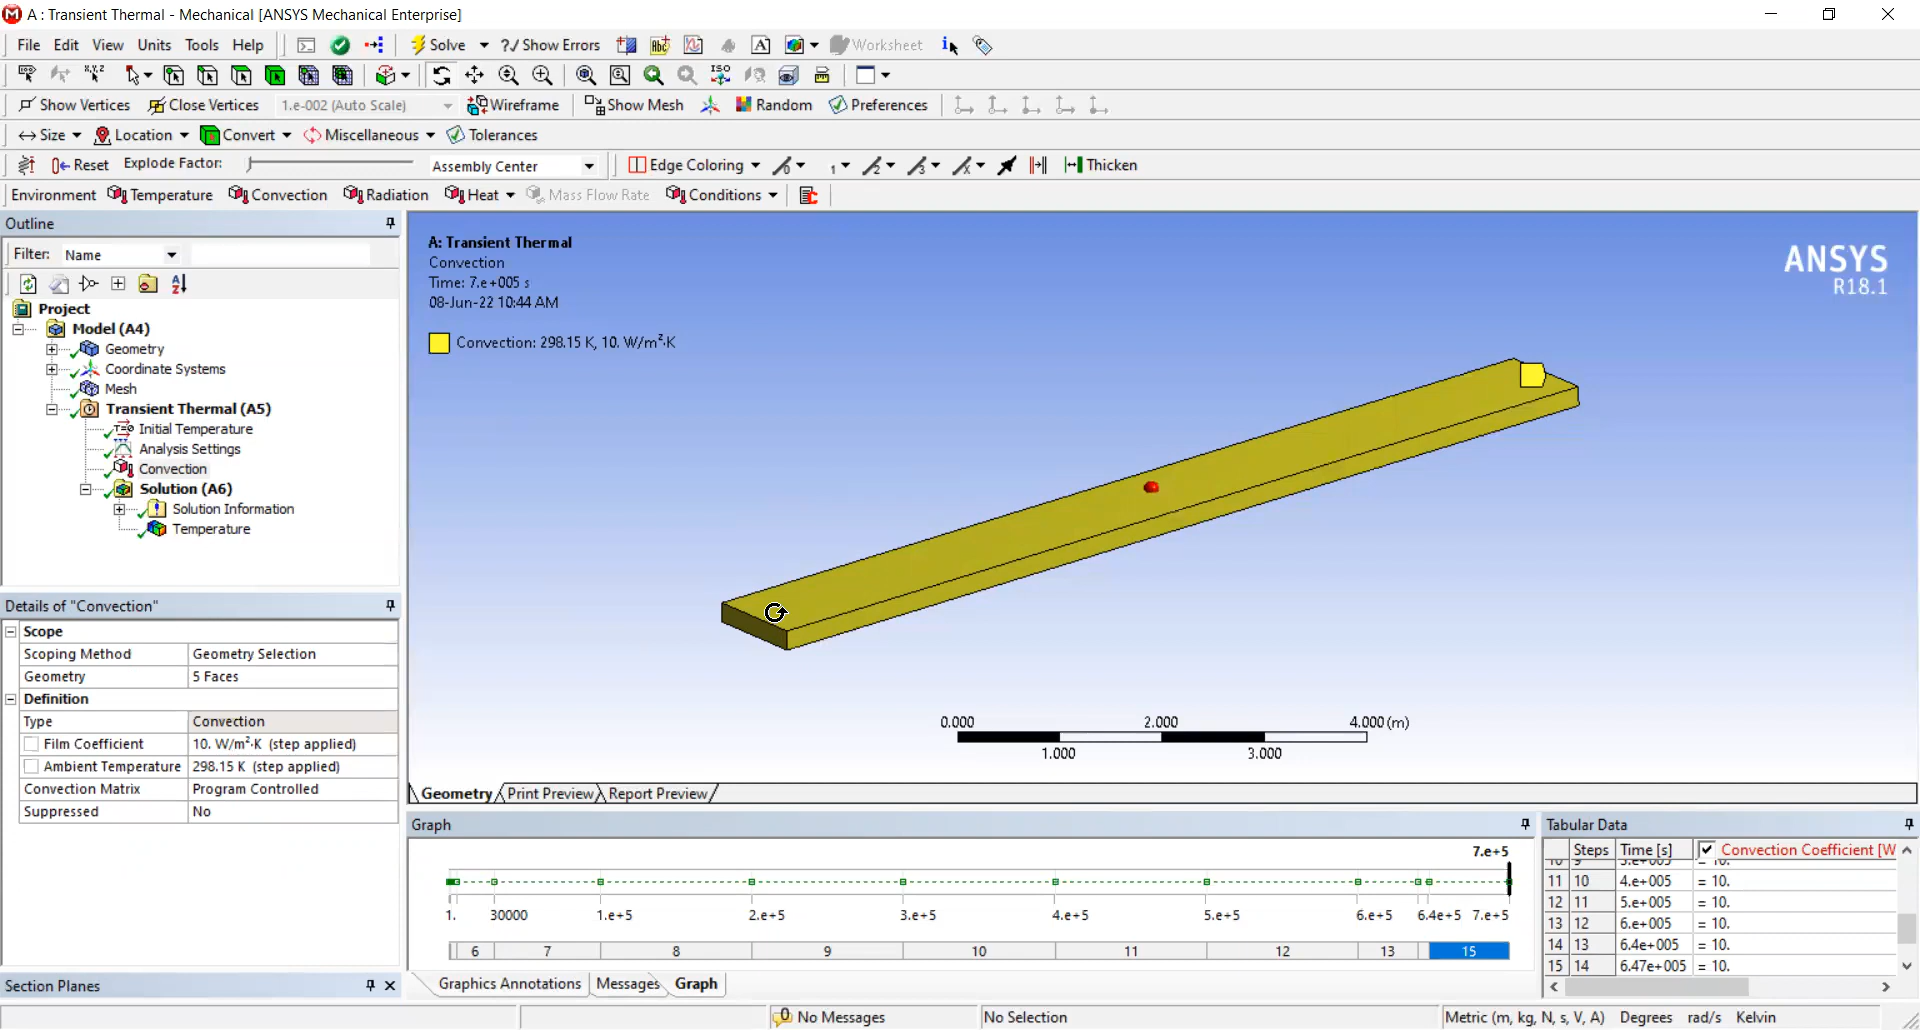 A : Transient Thermal - Mechanical [ANSYS Mechanical Enterprise]
File Edit View Units Tools Help Solve ?/ Show Errors Worksheet
Show Vertices Close Vertices 1.e-002 (Auto Scale) Wireframe Show Mesh Random Preferences
Size Location Convert Miscellaneous Tolerances
Reset Explode Factor: Assembly Center Edge Coloring Thicken
Environment Temperature Convection Radiation Heat Mass Flow Rate Conditions
Outline
Filter: Name
Project
Model (A4)
Geometry
Coordinate Systems
Mesh
Transient Thermal (A5)
Initial Temperature
Analysis Settings
Convection
Solution (A6)
Solution Information
Temperature
Details of "Convection"
Scope
Scoping Method Geometry Selection
Geometry 5 Faces
Definition
Type Convection
Film Coefficient 10. W/m²·K (step applied)
Ambient Temperature 298.15 K (step applied)
Convection Matrix Program Controlled
Suppressed No
Section Planes
A: Transient Thermal
Convection
Time: 7.e+005 s
08-Jun-22 10:44 AM
Convection: 298.15 K, 10. W/m²·K
ANSYS
R18.1
0.000 2.000 4.000 (m)
1.000 3.000
Geometry Print Preview Report Preview
Graph
7.e+5
1. 30000 1.e+5 2.e+5 3.e+5 4.e+5 5.e+5 6.e+5 6.4e+5 7.e+5
6 7 8 9 10 11 12 13 15
Graphics Annotations Messages Graph
Tabular Data
Steps Time [s] Convection Coefficient [W
10 9 3.e+005 = 10.
11 10 4.e+005 = 10.
12 11 5.e+005 = 10.
13 12 6.e+005 = 10.
14 13 6.4e+005 = 10.
15 14 6.47e+005 = 10.
No Messages No Selection Metric (m, kg, N, s, V, A) Degrees rad/s Kelvin